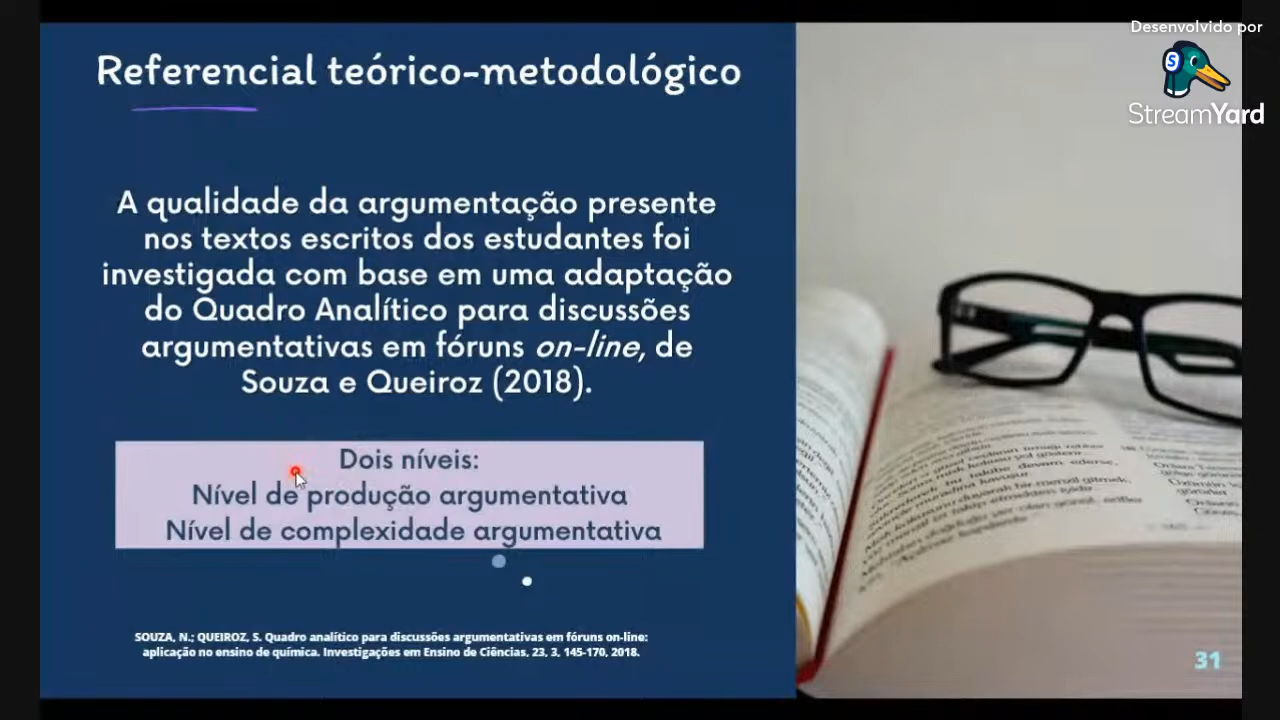 Desenvolvido por
StreamYard
Referencial teórico-metodológico
A qualidade da argumentação presente
nos textos escritos dos estudantes foi
investigada com base em uma adaptação
do Quadro Analítico para discussões
argumentativas em fóruns on-line, de
Souza e Queiroz (2018).
Dois níveis:
Nível de produção argumentativa
Nível de complexidade argumentativa
SOUZA, N.; QUEIROZ, S. Quadro analítico para discussões argumentativas em fóruns on-line:
aplicação no ensino de química. Investigações em Ensino de Ciências, 23, 3, 145-170, 2018.
31